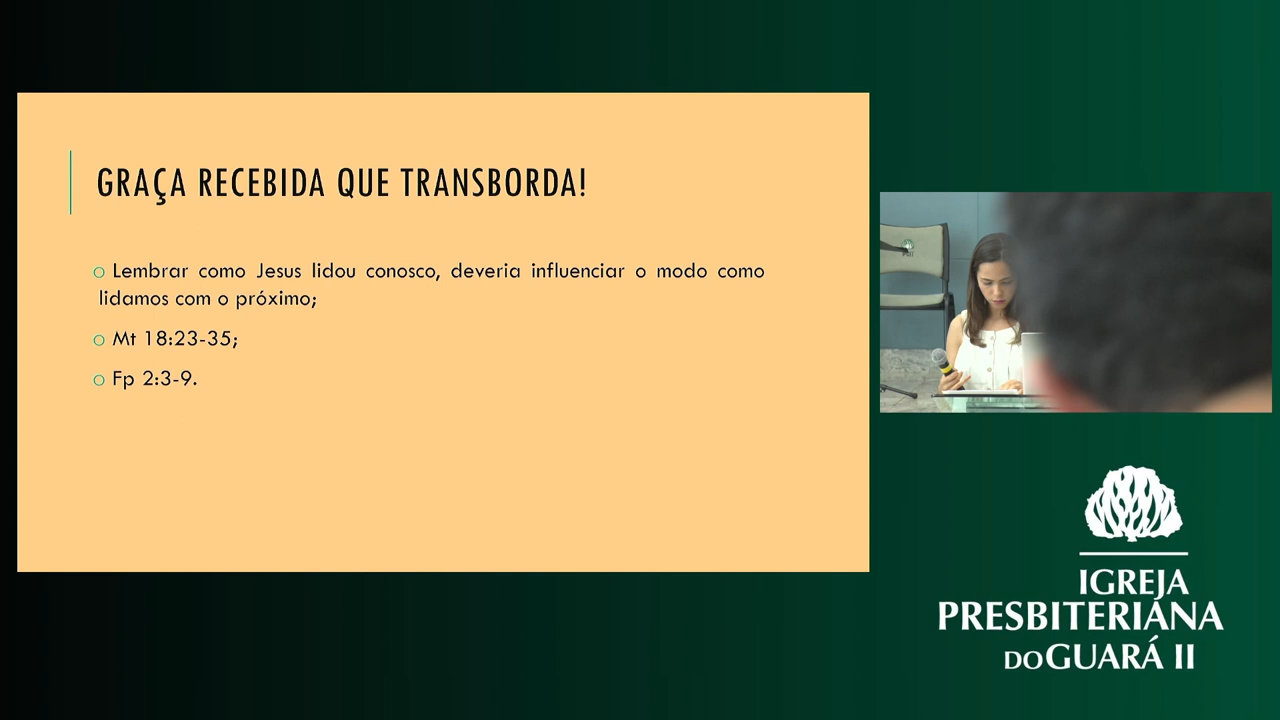 GRAÇA RECEBIDA QUE TRANSBORDA!
o Lembrar como Jesus lidou conosco, deveria influenciar o modo como
lidamos com o próximo;
o Mt 18:23-35;
o Fp 2:3-9.
IGREJA
PRESBITERIANA
DO GUARÁ II